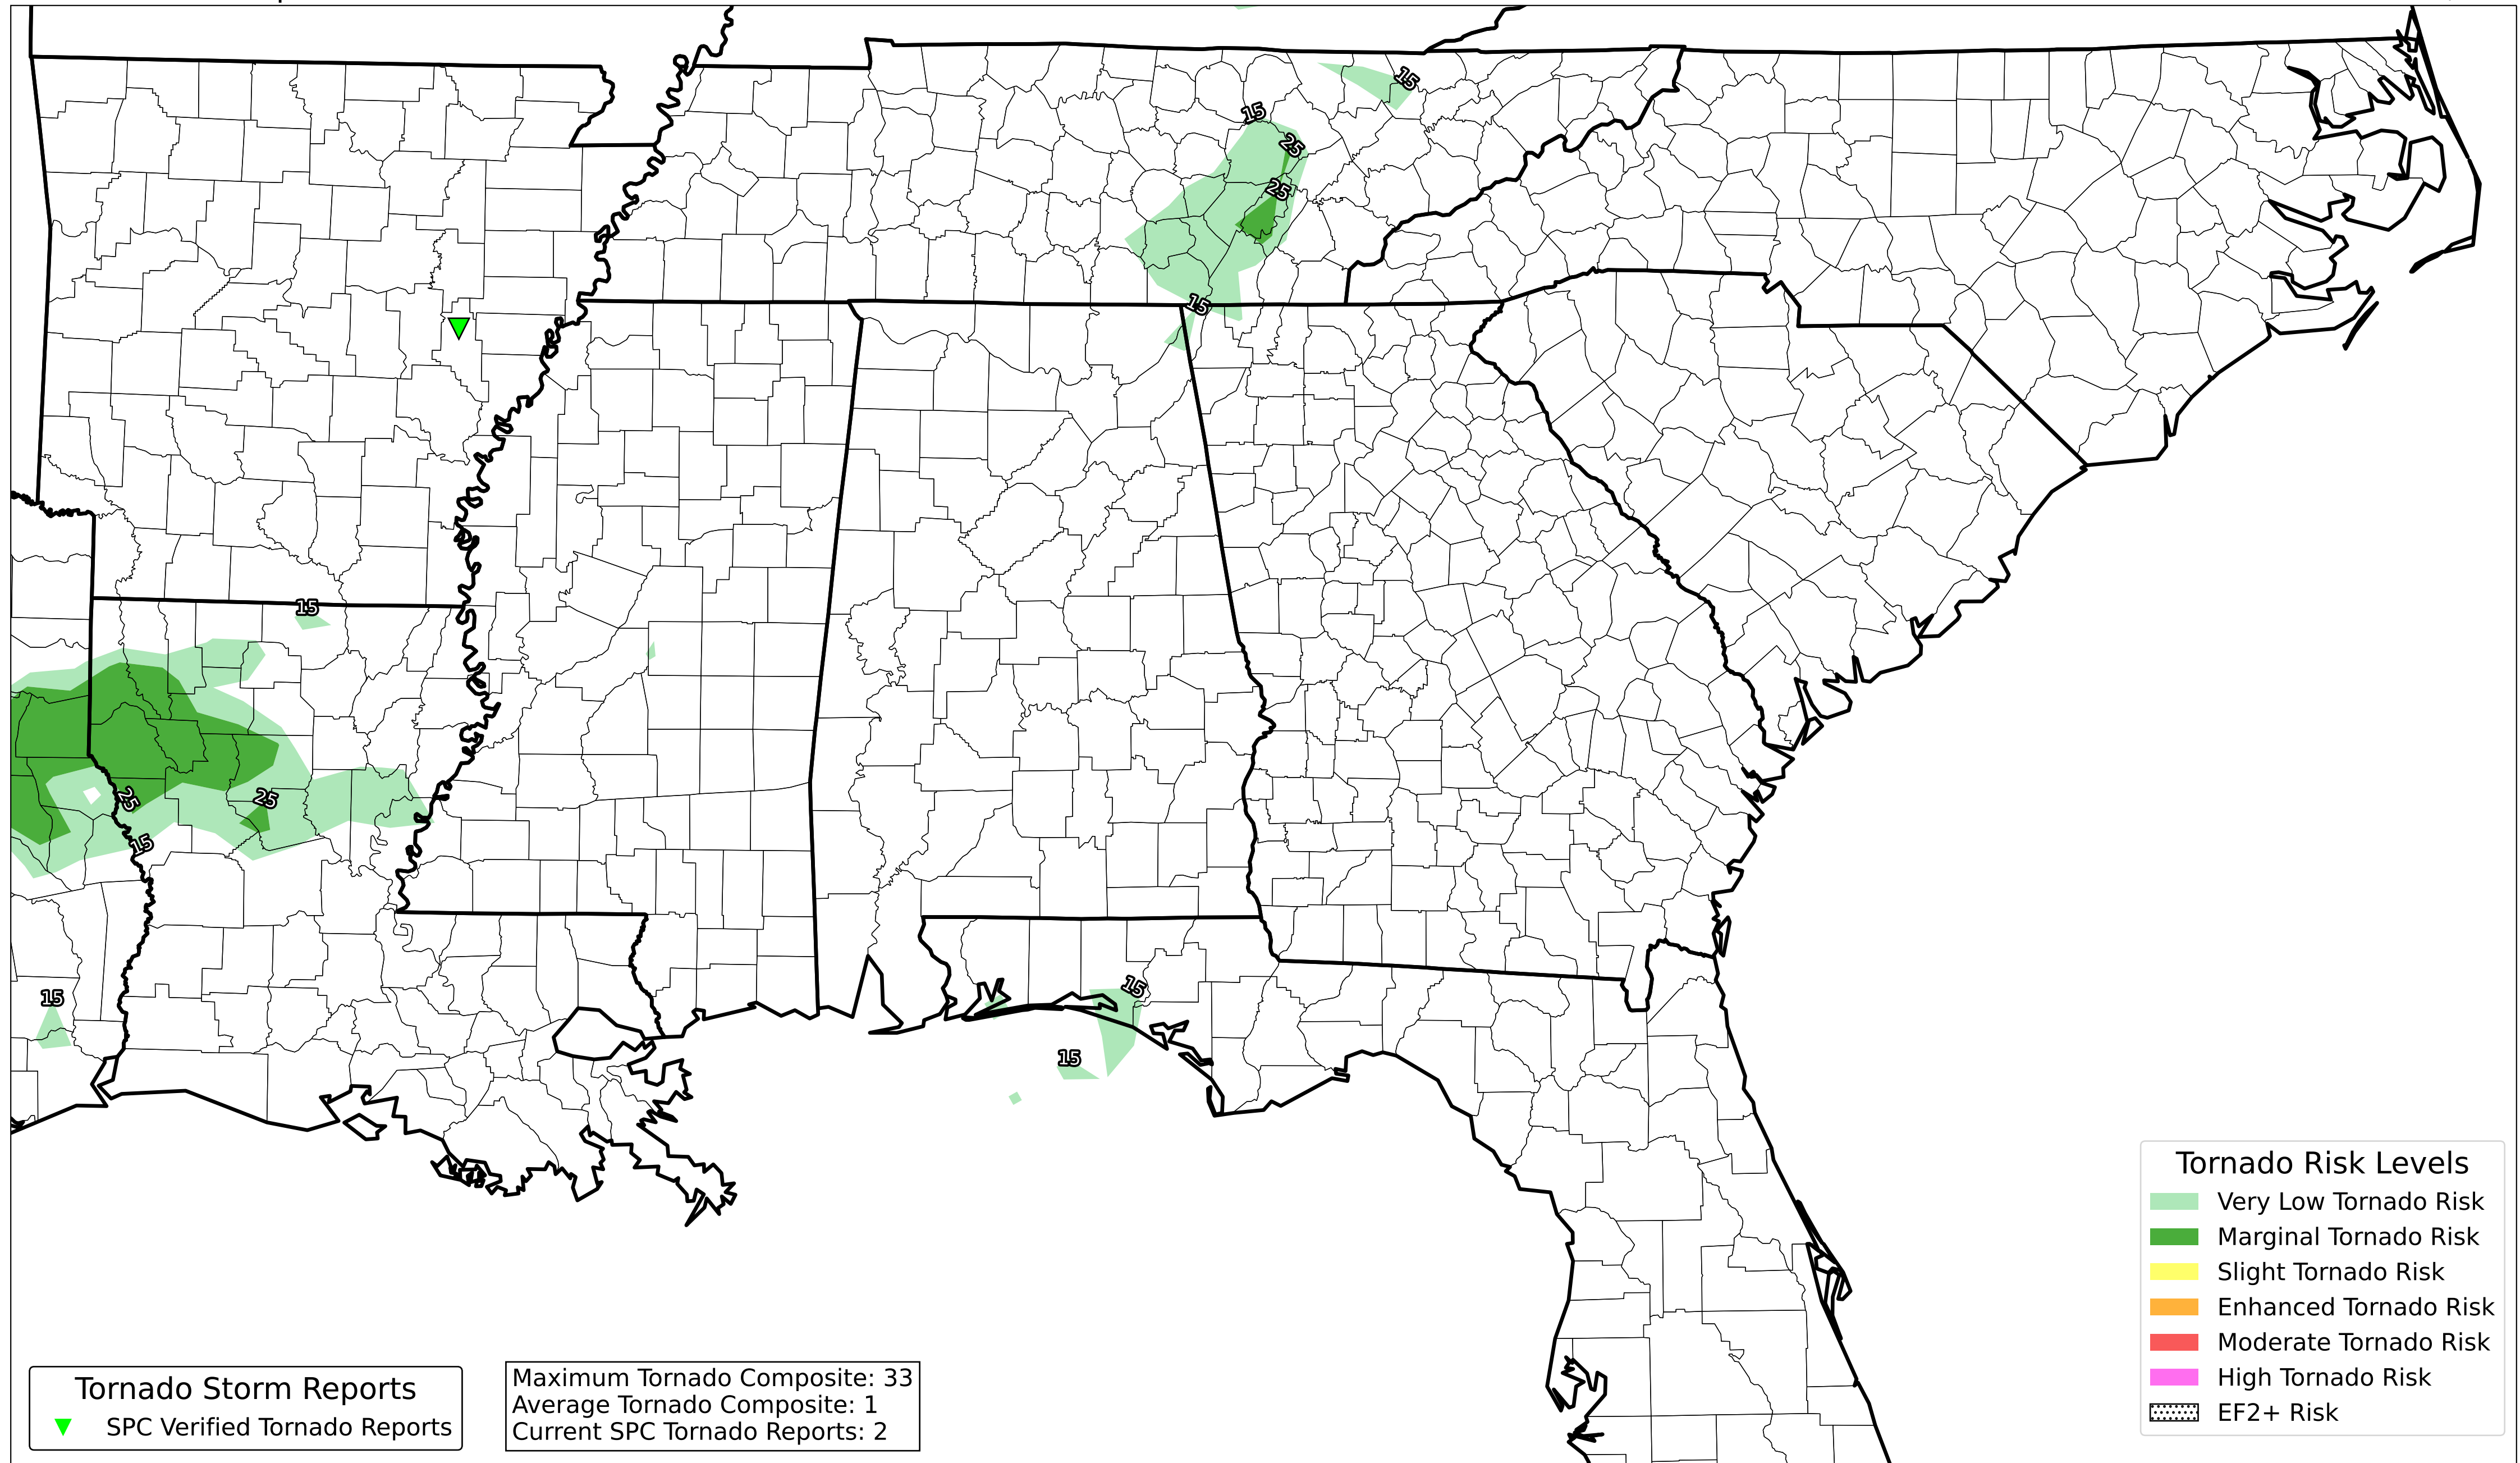 15
15
25
25
15
15
25
25
15
15
15
15
Tornado Risk Levels
Very Low Tornado Risk
Marginal Tornado Risk
Slight Tornado Risk
Enhanced Tornado Risk
Moderate Tornado Risk
High Tornado Risk
EF2+ Risk
Tornado Storm Reports
SPC Verified Tornado Reports
Maximum Tornado Composite: 33
Average Tornado Composite: 1
Current SPC Tornado Reports: 2